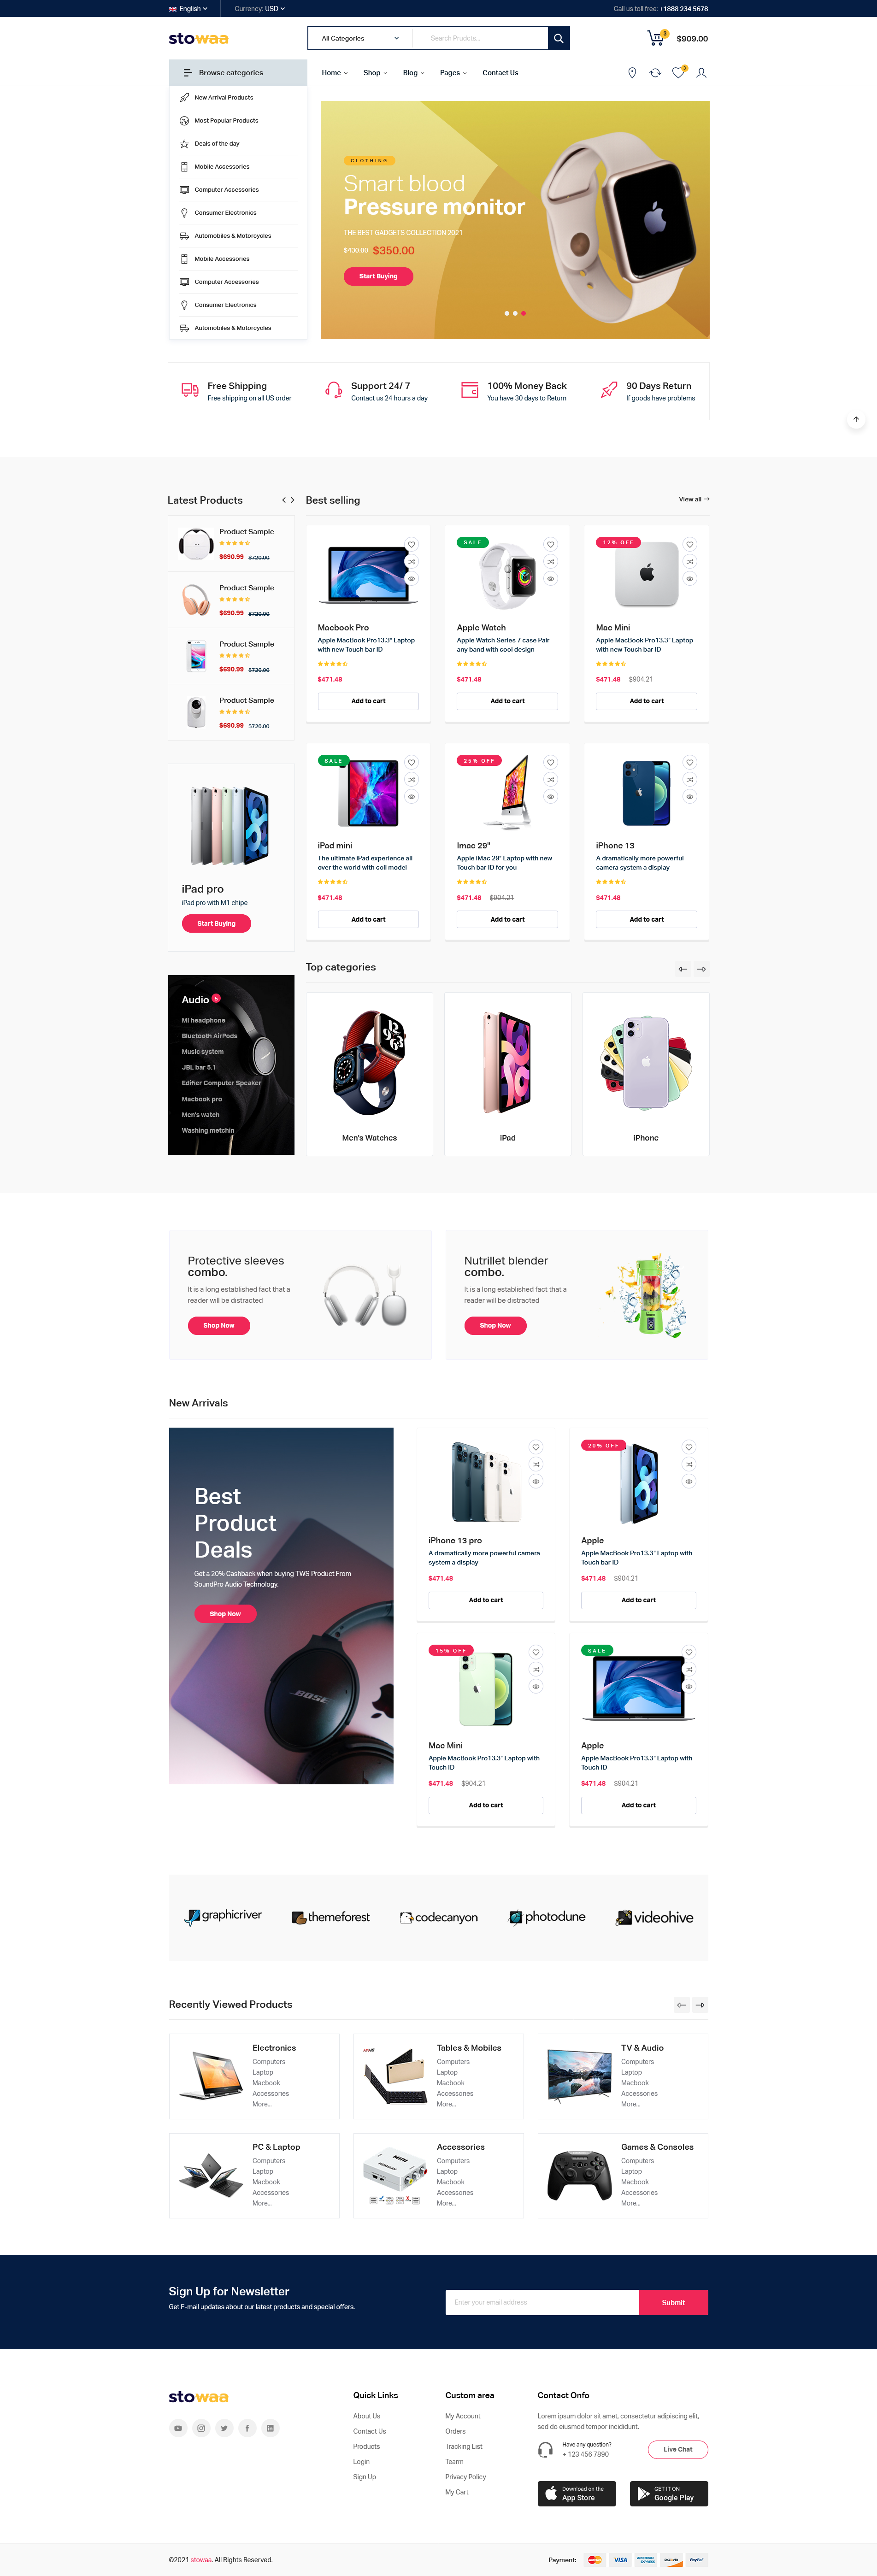 English
Currency: USD
Call us toll free: +1888 234 5678
stowaa
All Categories
Search Prudcts...
3
$909.00
Browse categories
Home
Shop
Blog
Pages
Contact Us
3
New Arrival Products
Most Popular Products
Deals of the day
Mobile Accessories
Computer Accessories
Consumer Electronics
Automobiles & Motorcycles
Mobile Accessories
Computer Accessories
Consumer Electronics
Automobiles & Motorcycles
CLOTHING
Smart blood
Pressure monitor
THE BEST GADGETS COLLECTION 2021
$430.00 $350.00
Start Buying
Free Shipping
Free shipping on all US order
Support 24/ 7
Contact us 24 hours a day
100% Money Back
You have 30 days to Return
90 Days Return
If goods have problems
Latest Products
Product Sample
$690.99 $720.00
Product Sample
$690.99 $720.00
Product Sample
$690.99 $720.00
Product Sample
$690.99 $720.00
iPad pro
iPad pro with M1 chipe
Start Buying
Audio 5
MI headphone
Bluetooth AirPods
Music system
JBL bar 5.1
Edifier Computer Speaker
Macbook pro
Men's watch
Washing metchin
Best selling
View all
Macbook Pro
Apple MacBook Pro13.3" Laptop
with new Touch bar ID
$471.48
Add to cart
SALE
Apple Watch
Apple Watch Series 7 case Pair
any band with cool design
$471.48
Add to cart
12% OFF
Mac Mini
Apple MacBook Pro13.3" Laptop
with new Touch bar ID
$471.48 $904.21
Add to cart
SALE
iPad mini
The ultimate iPad experience all
over the world with coll model
$471.48
Add to cart
25% OFF
Imac 29"
Apple iMac 29" Laptop with new
Touch bar ID for you
$471.48 $904.21
Add to cart
iPhone 13
A dramatically more powerful
camera system a display
$471.48
Add to cart
Top categories
Men's Watches
iPad
iPhone
Protective sleeves
combo.
It is a long established fact that a
reader will be distracted
Shop Now
Nutrillet blender
combo.
It is a long established fact that a
reader will be distracted
Shop Now
New Arrivals
Best
Product
Deals
Get a 20% Cashback when buying TWS Product From
SoundPro Audio Technology.
Shop Now
BOSE
iPhone 13 pro
A dramatically more powerful camera
system a display
$471.48
Add to cart
20% OFF
Apple
Apple MacBook Pro13.3" Laptop with
Touch bar ID
$471.48 $904.21
Add to cart
15% OFF
Mac Mini
Apple MacBook Pro13.3" Laptop with
Touch ID
$471.48 $904.21
Add to cart
SALE
Apple
Apple MacBook Pro13.3" Laptop with
Touch ID
$471.48 $904.21
Add to cart
graphicriver
themeforest
codecanyon
photodune
videohive
Recently Viewed Products
Electronics
Computers
Laptop
Macbook
Accessories
More...
Tables & Mobiles
Computers
Laptop
Macbook
Accessories
More...
TV & Audio
Computers
Laptop
Macbook
Accessories
More...
PC & Laptop
Computers
Laptop
Macbook
Accessories
More...
MINI
Accessories
Computers
Laptop
Macbook
Accessories
More...
Games & Consoles
Computers
Laptop
Macbook
Accessories
More...
Sign Up for Newsletter
Get E-mail updates about our latest products and special offers.
Enter your email address
Submit
stowaa
Quick Links
About Us
Contact Us
Products
Login
Sign Up
Custom area
My Account
Orders
Tracking List
Tearm
Privacy Policy
My Cart
Contact Onfo
Lorem ipsum dolor sit amet, consectetur adipiscing elit,
sed do eiusmod tempor incididunt.
Have any question?
+ 123 456 7890
Live Chat
Download on the
App Store
GET IT ON
Google Play
©2021 stowaa. All Rights Reserved.
Payment:
VISA
PayPal